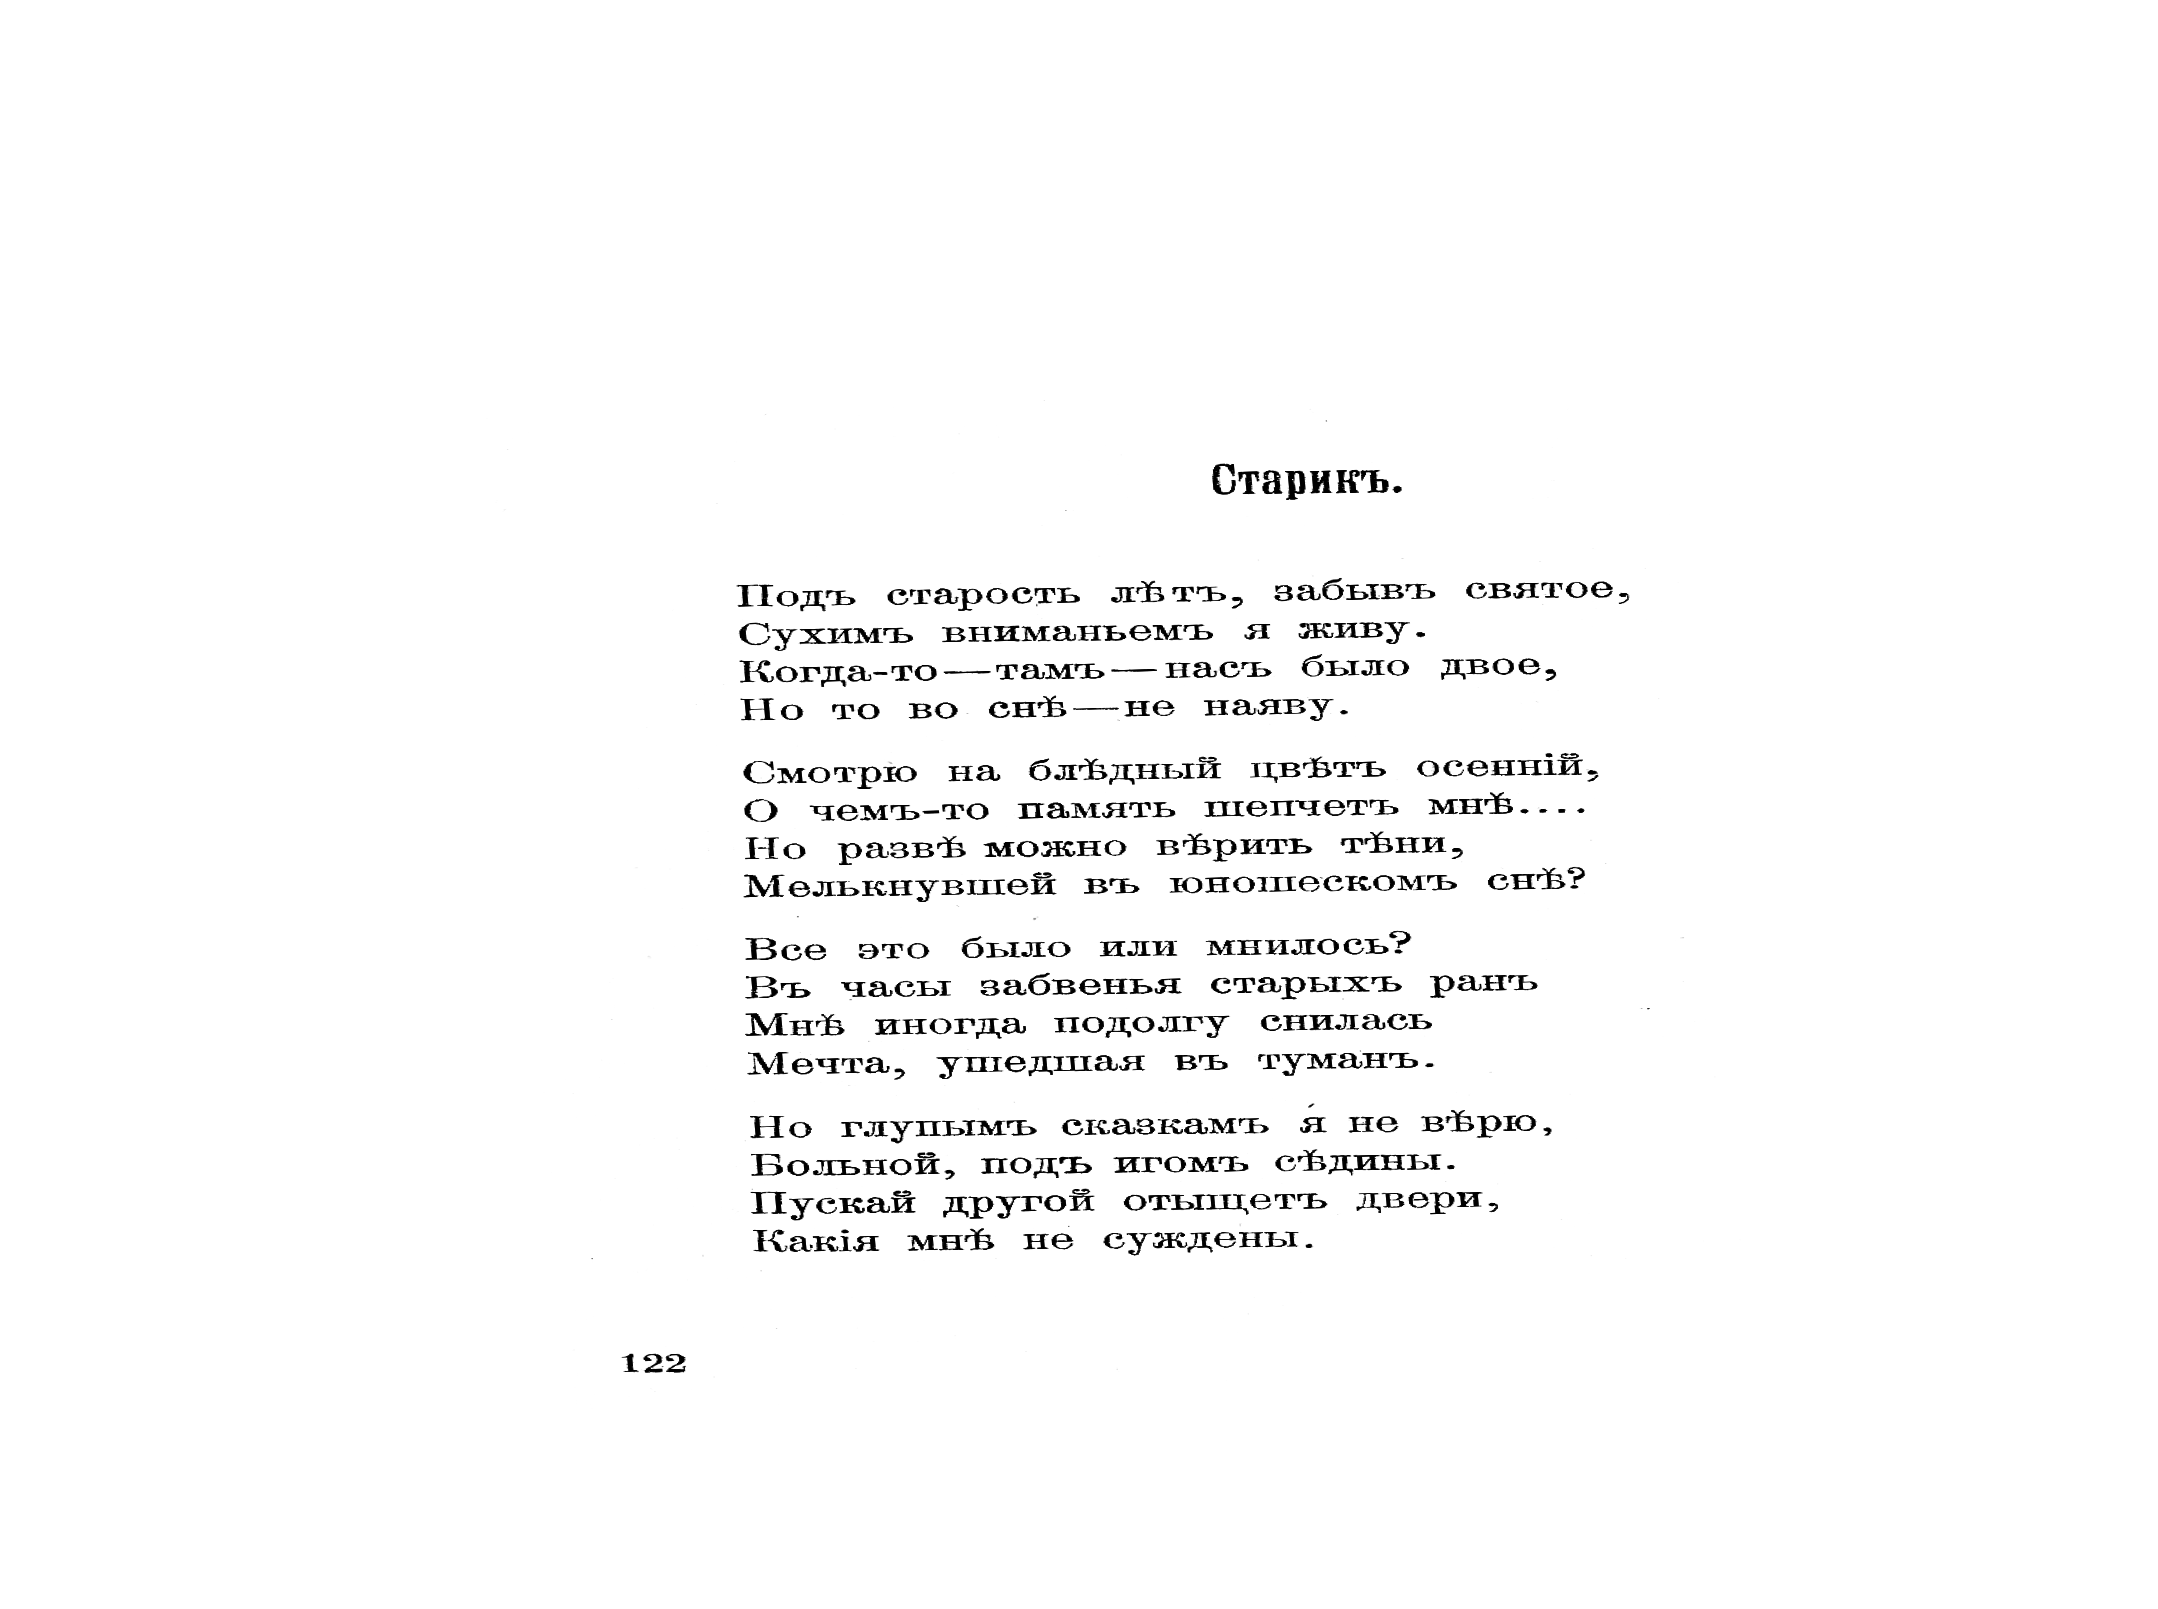 Старикъ.
Подъ старость лѣтъ, забывъ святое,
Сухимъ вниманьемъ я живу.
Когда-то—тамъ—насъ было двое,
Но то во снѣ—не наяву.
Смотрю на блѣдный цвѣтъ осенній,
О чемъ-то память шепчетъ мнѣ....
Но развѣ можно вѣрить тѣни,
Мелькнувшей въ юношескомъ снѣ?
Все это было или мнилось?
Въ часы забвенья старыхъ ранъ
Мнѣ иногда подолгу снилась
Мечта, ушедшая въ туманъ.
Но глупымъ сказкамъ я́ не вѣрю,
Больной, подъ игомъ сѣдины.
Пускай другой отыщетъ двери,
Какія мнѣ не суждены.
122